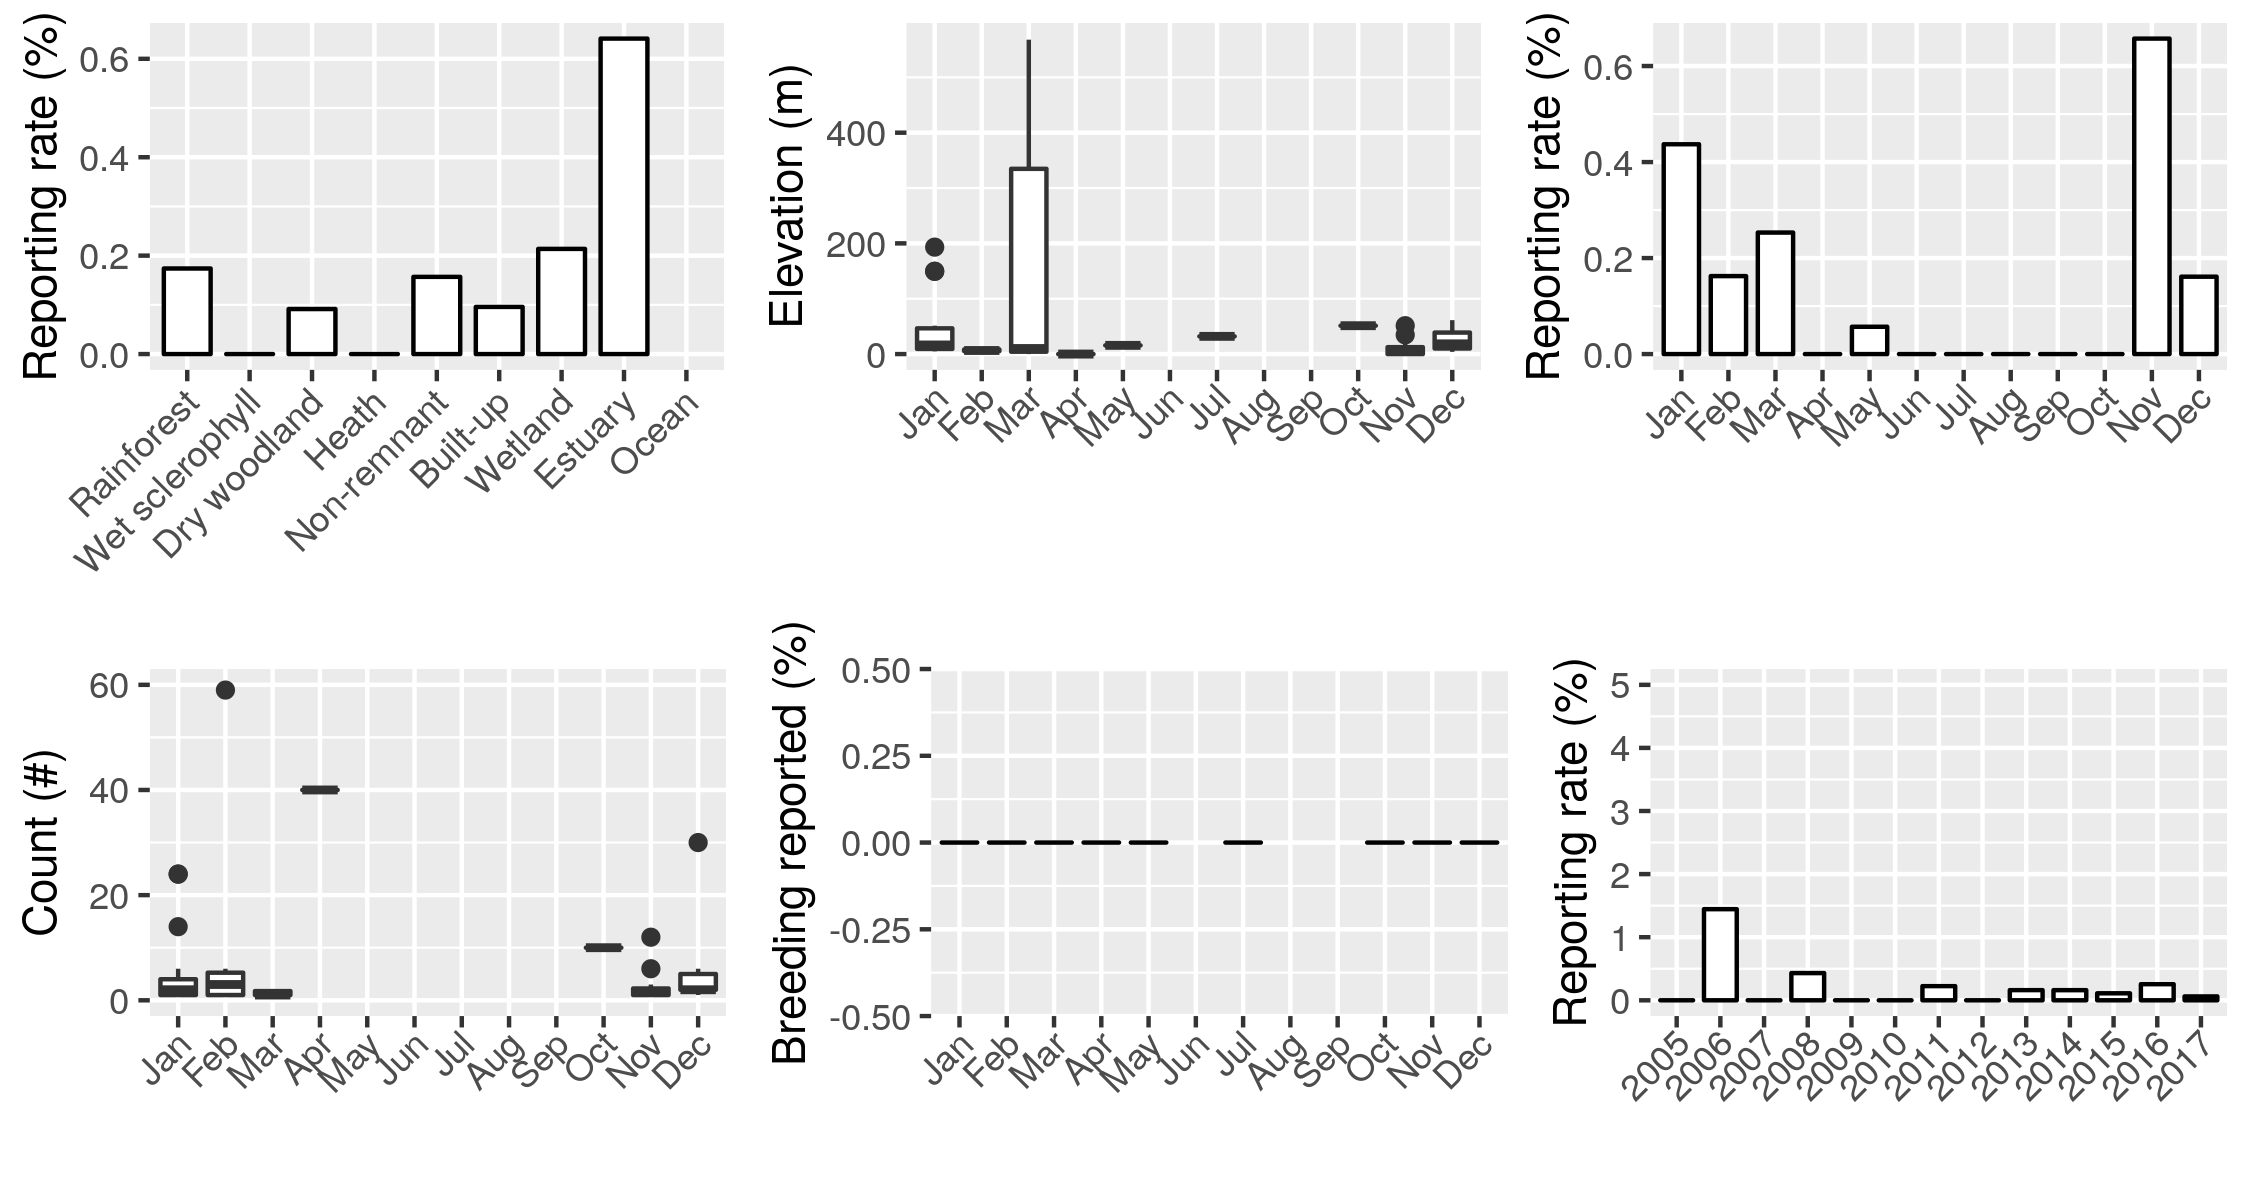 Reporting rate (%)
0.6
0.4
0.2
0.0
Rainforest
Wet sclerophyll
Dry woodland
Heath
Non-remnant
Built-up
Wetland
Estuary
Ocean
Elevation (m)
400
200
0
Jan
Feb
Mar
Apr
May
Jun
Jul
Aug
Sep
Oct
Nov
Dec
Reporting rate (%)
0.6
0.4
0.2
0.0
Jan
Feb
Mar
Apr
May
Jun
Jul
Aug
Sep
Oct
Nov
Dec
Count (#)
60
40
20
0
Jan
Feb
Mar
Apr
May
Jun
Jul
Aug
Sep
Oct
Nov
Dec
Breeding reported (%)
0.50
0.25
0.00
-0.25
-0.50
Jan
Feb
Mar
Apr
May
Jun
Jul
Aug
Sep
Oct
Nov
Dec
Reporting rate (%)
5
4
3
2
1
0
2005
2006
2007
2008
2009
2010
2011
2012
2013
2014
2015
2016
2017